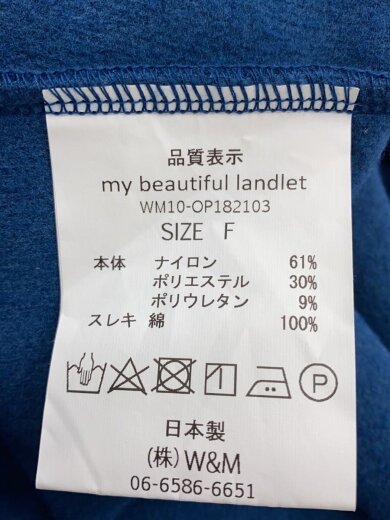 品質表示
my beautiful landlet
WM10-OP182103
SIZE F
本体 ナイロン 61%
ポリエステル 30%
ポリウレタン 9%
スレキ 綿 100%
P
日本製
(株) W&M
06-6586-6651